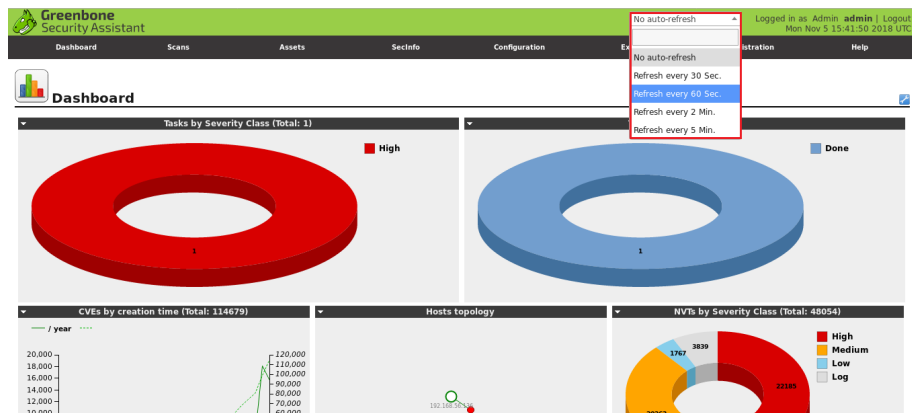 Greenbone
Security Assistant
No auto-refresh
Logged in as Admin admin | Logout
Mon Nov 5 15:41:50 2018 UTC
Dashboard Scans Assets SecInfo Configuration Help
No auto-refresh
Refresh every 30 Sec.
Refresh every 60 Sec.
Refresh every 2 Min.
Refresh every 5 Min.
Dashboard
Tasks by Severity Class (Total: 1)
High
1
Done
1
CVEs by creation time (Total: 114679)
/ year
20,000
18,000
16,000
14,000
12,000
120,000
110,000
100,000
90,000
80,000
70,000
Hosts topology
NVTs by Severity Class (Total: 48054)
High
Medium
Low
Log
3839
1767
22185